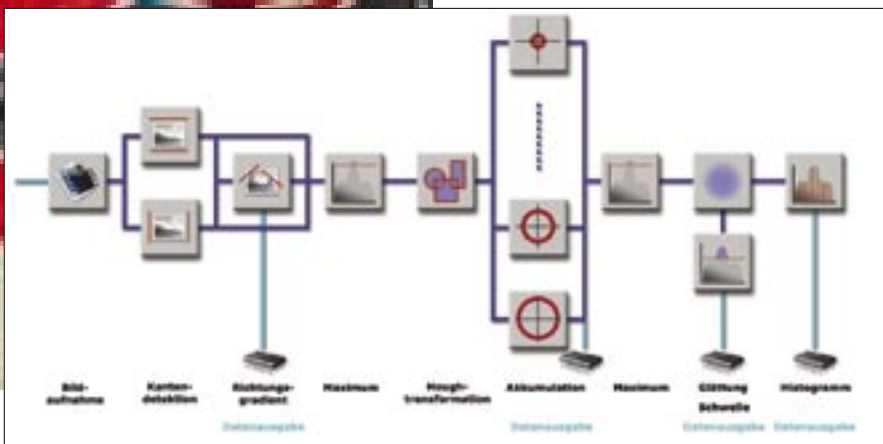 Bild-
aufnahme
Kanten-
detektion
Richtungs-
gradient
Datenausgabe
Maximum
Hough-
transformation
Akkumulation
Datenausgabe
Maximum
Glättung
Schwelle
Datenausgabe
Histogramm
Datenausgabe